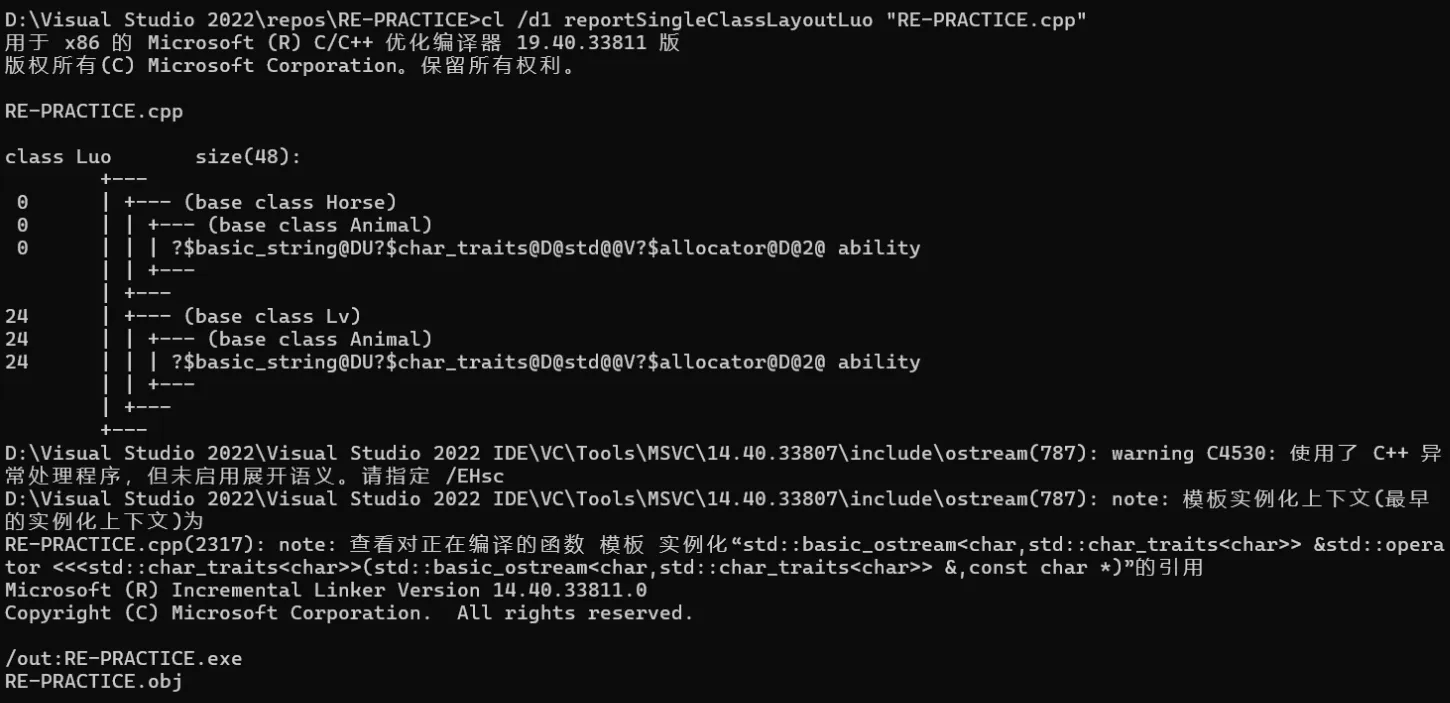 D:\Visual Studio 2022\repos\RE-PRACTICE>cl /d1 reportSingleClassLayoutLuo "RE-PRACTICE.cpp"
用于 x86 的 Microsoft (R) C/C++ 优化编译器 19.40.33811 版
版权所有(C) Microsoft Corporation。保留所有权利。
RE-PRACTICE.cpp
class Luo       size(48):
        +---
 0      | +--- (base class Horse)
 0      | | +--- (base class Animal)
 0      | | | ?$basic_string@DU?$char_traits@D@std@@V?$allocator@D@2@ ability
        | | +---
        | +---
24      | +--- (base class Lv)
24      | | +--- (base class Animal)
24      | | | ?$basic_string@DU?$char_traits@D@std@@V?$allocator@D@2@ ability
        | | +---
        | +---
        +---
D:\Visual Studio 2022\Visual Studio 2022 IDE\VC\Tools\MSVC\14.40.33807\include\ostream(787): warning C4530: 使用了 C++ 异
常处理程序，但未启用展开语义。请指定 /EHsc
D:\Visual Studio 2022\Visual Studio 2022 IDE\VC\Tools\MSVC\14.40.33807\include\ostream(787): note: 模板实例化上下文(最早
的实例化上下文)为
RE-PRACTICE.cpp(2317): note: 查看对正在编译的函数 模板 实例化“std::basic_ostream<char,std::char_traits<char>> &std::opera
tor <<<std::char_traits<char>>(std::basic_ostream<char,std::char_traits<char>> &,const char *)”的引用
Microsoft (R) Incremental Linker Version 14.40.33811.0
Copyright (C) Microsoft Corporation.  All rights reserved.
/out:RE-PRACTICE.exe
RE-PRACTICE.obj